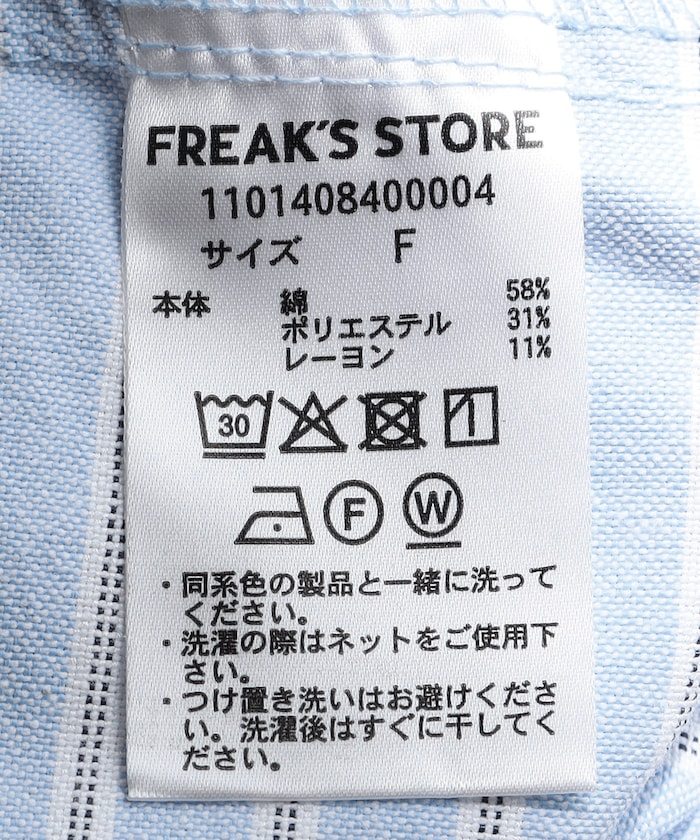 FREAK'S STORE
1101408400004
サイズ F
本体 綿 58%
ポリエステル 31%
レーヨン 11%
30
F W
・同系色の製品と一緒に洗って
ください。
・洗濯の際はネットをご使用下
さい。
・つけ置き洗いはお避けくださ
い。洗濯後はすぐに干してく
ださい。